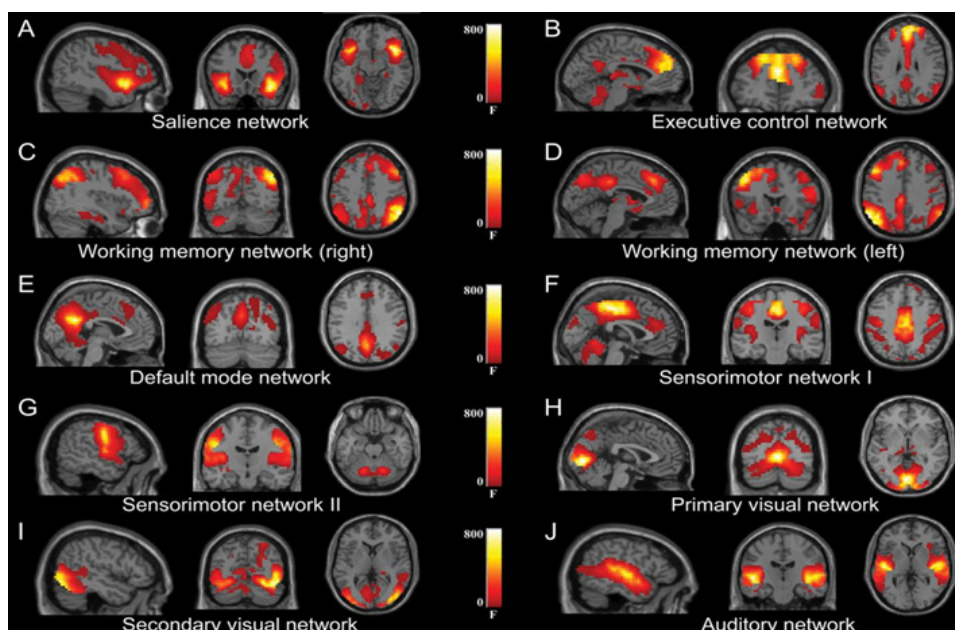 A
800
0
F
Salience network
B
Executive control network
C
800
0
F
Working memory network (right)
D
Working memory network (left)
E
800
0
F
Default mode network
F
Sensorimotor network I
G
800
0
F
Sensorimotor network II
H
Primary visual network
I
800
0
F
Secondary visual network
J
Auditory network